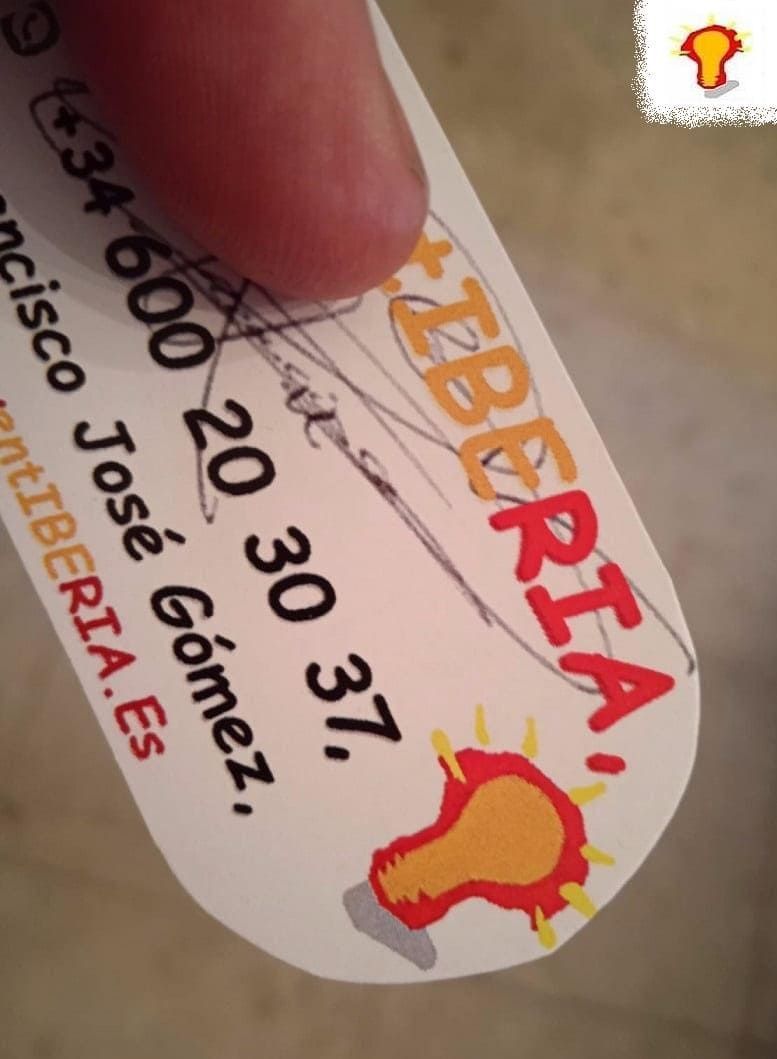 t.IBERIA,
(+34 600 20 30 37,
ncisco José Gómez,
entIBERIA.Es